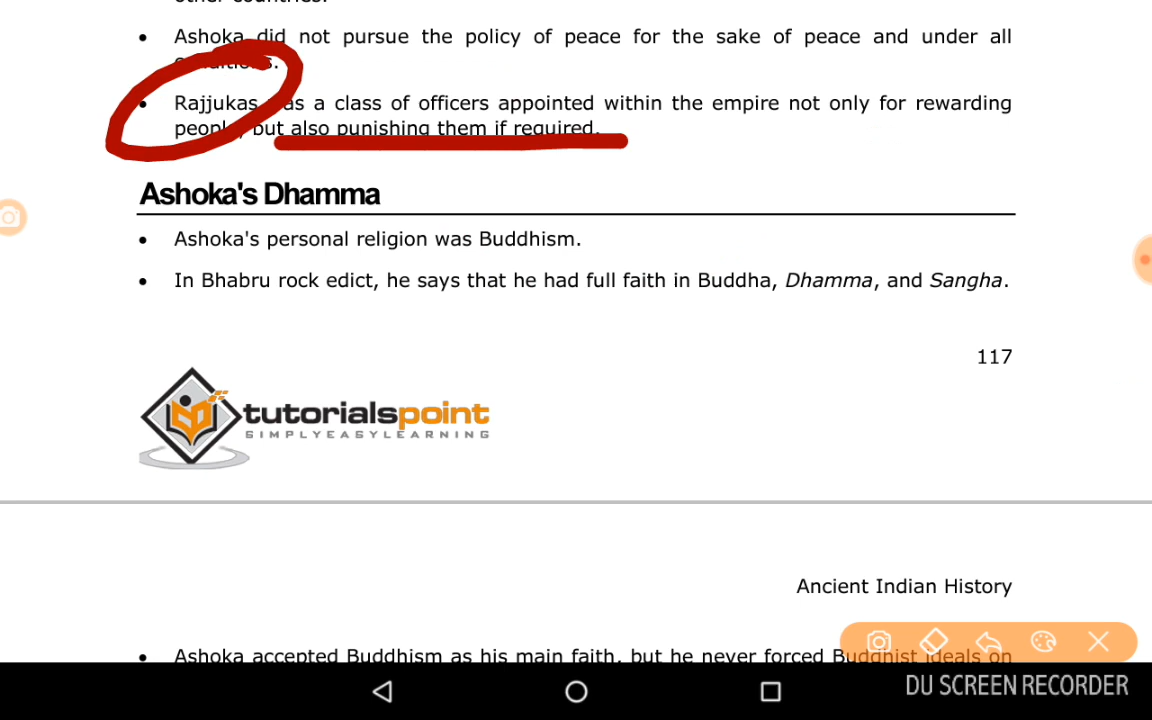 other countries.
Ashoka did not pursue the policy of peace for the sake of peace and under all
conditions.
Rajjukas was a class of officers appointed within the empire not only for rewarding
people, but also punishing them if required.
Ashoka's Dhamma
Ashoka's personal religion was Buddhism.
In Bhabru rock edict, he says that he had full faith in Buddha, Dhamma, and Sangha.
117
tutorialspoint
SIMPLYEASYLEARNING
Ancient Indian History
Ashoka accepted Buddhism as his main faith, but he never forced Buddhist ideals on
DU SCREEN RECORDER